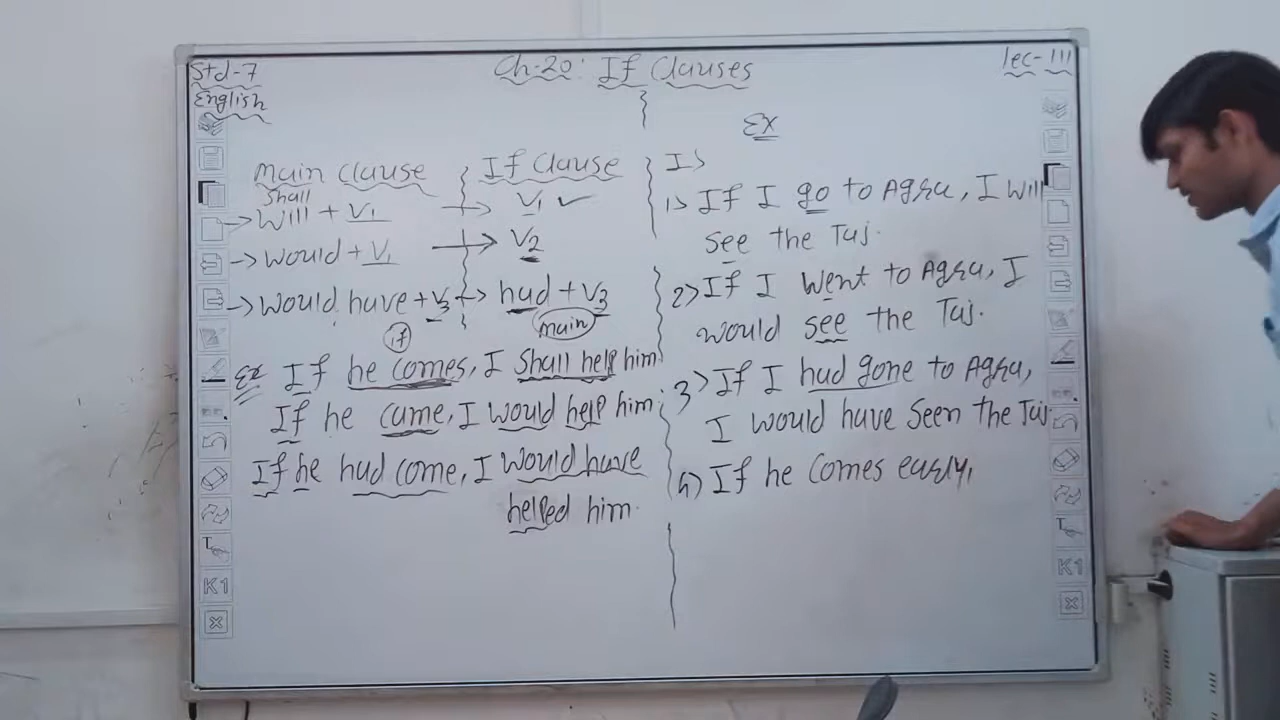 Std-7
Ch-20: If Clauses
lec-111
English
Ex
Main Clause
If Clause
I>
shall
will + V1 → V1 ✓
→ would + V1 → V2
→ would have + V3 → had + V3
if
main
Ex If he comes, I shall help him
If he came, I would help him
If he had come, I would have
helped him.
1> If I go to Agra, I will
see the Taj.
2> If I went to Agra, I
would see the Taj.
3> If I had gone to Agra,
I would have seen the Taj.
4) If he comes early,
T
K1
T
K1